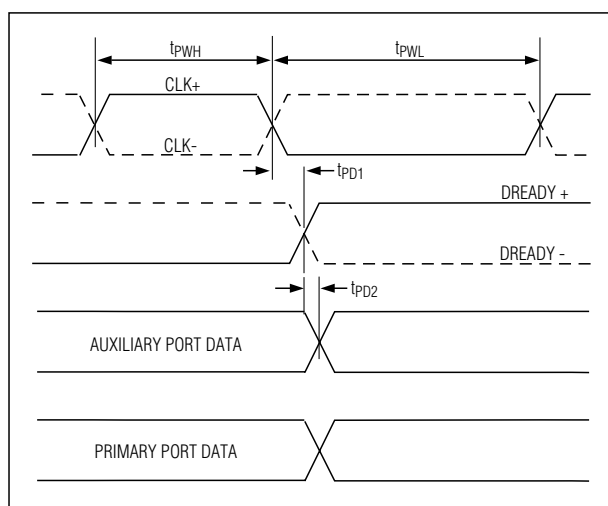 tPWH
tPWL
CLK+
CLK-
tPD1
DREADY +
DREADY -
tPD2
AUXILIARY PORT DATA
PRIMARY PORT DATA